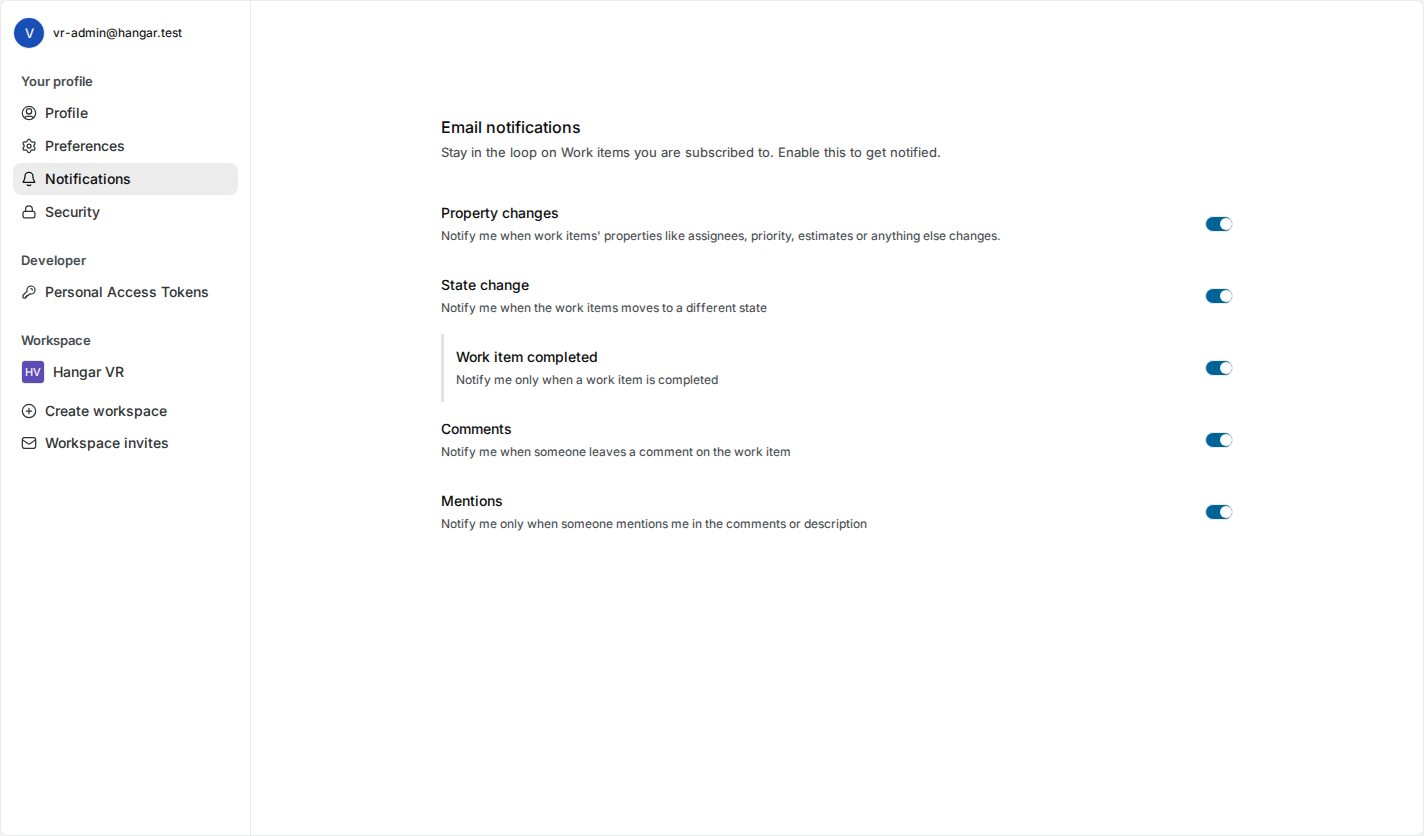 V
vr-admin@hangar.test
Your profile
Profile
Preferences
Notifications
Security
Developer
Personal Access Tokens
Workspace
HV
Hangar VR
Create workspace
Workspace invites
Email notifications
Stay in the loop on Work items you are subscribed to. Enable this to get notified.
Property changes
Notify me when work items' properties like assignees, priority, estimates or anything else changes.
State change
Notify me when the work items moves to a different state
Work item completed
Notify me only when a work item is completed
Comments
Notify me when someone leaves a comment on the work item
Mentions
Notify me only when someone mentions me in the comments or description